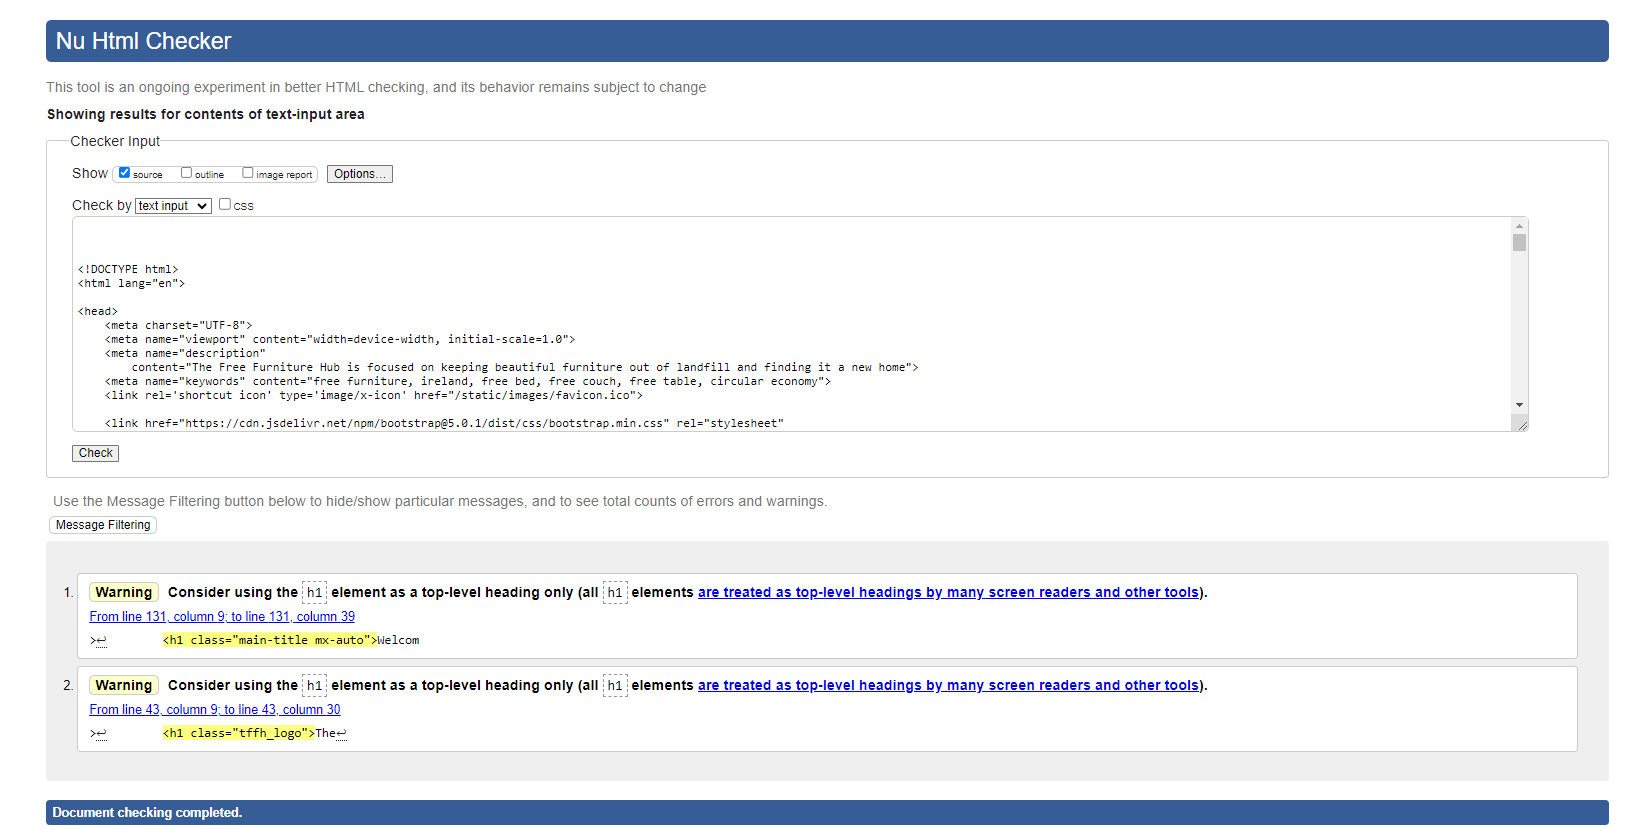 Nu Html Checker
This tool is an ongoing experiment in better HTML checking, and its behavior remains subject to change
Showing results for contents of text-input area
Checker Input
Show source outline image report Options...
Check by text input css
<!DOCTYPE html>
<html lang="en">
<head>
<meta charset="UTF-8">
<meta name="viewport" content="width=device-width, initial-scale=1.0">
<meta name="description"
content="The Free Furniture Hub is focused on keeping beautiful furniture out of landfill and finding it a new home">
<meta name="keywords" content="free furniture, ireland, free bed, free couch, free table, circular economy">
<link rel='shortcut icon' type='image/x-icon' href="/static/images/favicon.ico">
<link href="https://cdn.jsdelivr.net/npm/bootstrap@5.0.1/dist/css/bootstrap.min.css" rel="stylesheet"
Check
Use the Message Filtering button below to hide/show particular messages, and to see total counts of errors and warnings.
Message Filtering
1. Warning Consider using the h1 element as a top-level heading only (all h1 elements are treated as top-level headings by many screen readers and other tools).
From line 131, column 9; to line 131, column 39
>↩ <h1 class="main-title mx-auto">Welcom
2. Warning Consider using the h1 element as a top-level heading only (all h1 elements are treated as top-level headings by many screen readers and other tools).
From line 43, column 9; to line 43, column 30
>↩ <h1 class="tffh_logo">The↩
Document checking completed.